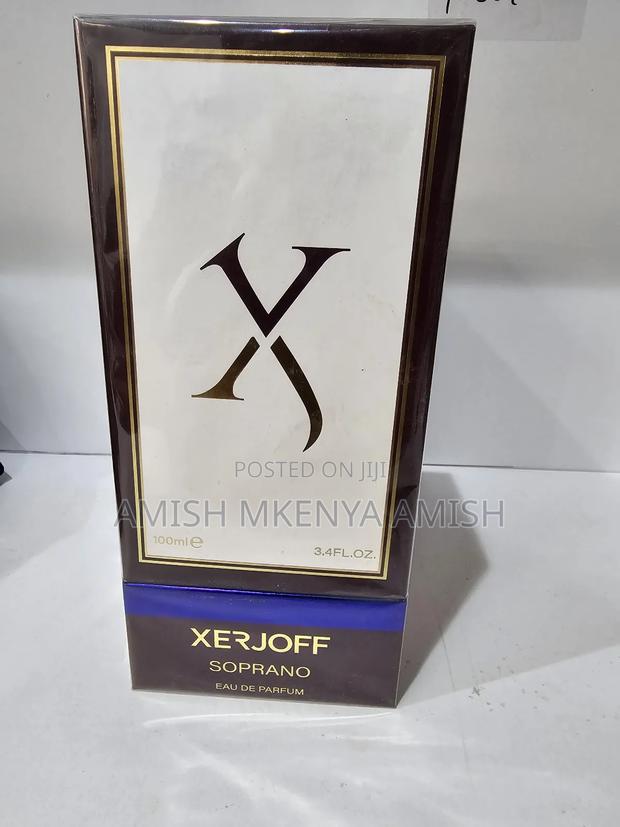 X
POSTED ON JIJI
AMISH MKENYA AMISH
100ml e
3.4FL.OZ.
XERJOFF
SOPRANO
EAU DE PARFUM